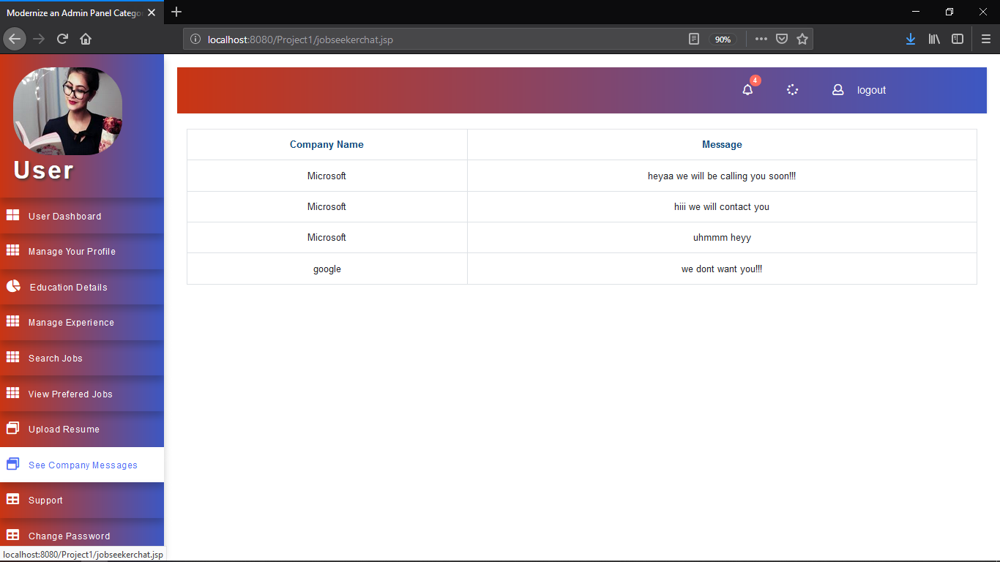 Modernize an Admin Panel Catego
localhost:8080/Project1/jobseekerchat.jsp
90%
4
logout
User
User Dashboard
Manage Your Profile
Education Details
Manage Experience
Search Jobs
View Prefered Jobs
Upload Resume
See Company Messages
Support
Change Password
Company Name Message
Microsoft heyaa we will be calling you soon!!!
Microsoft hiii we will contact you
Microsoft uhmmm heyy
google we dont want you!!!
localhost:8080/Project1/jobseekerchat.jsp